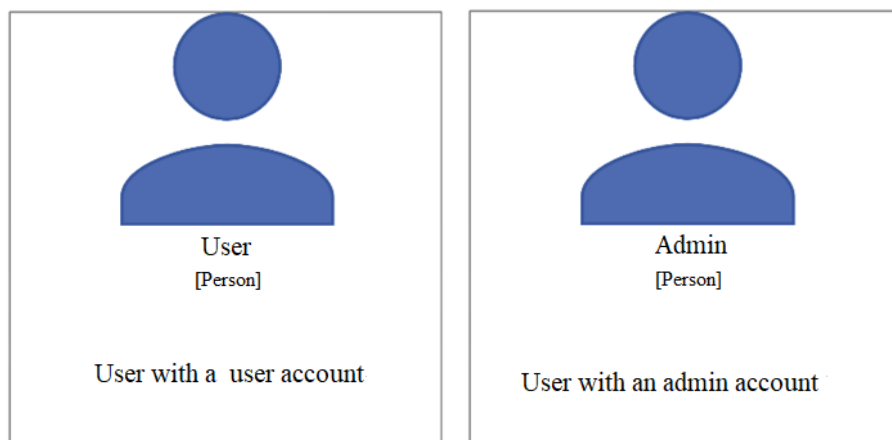 User
[Person]
User with a user account
Admin
[Person]
User with an admin account